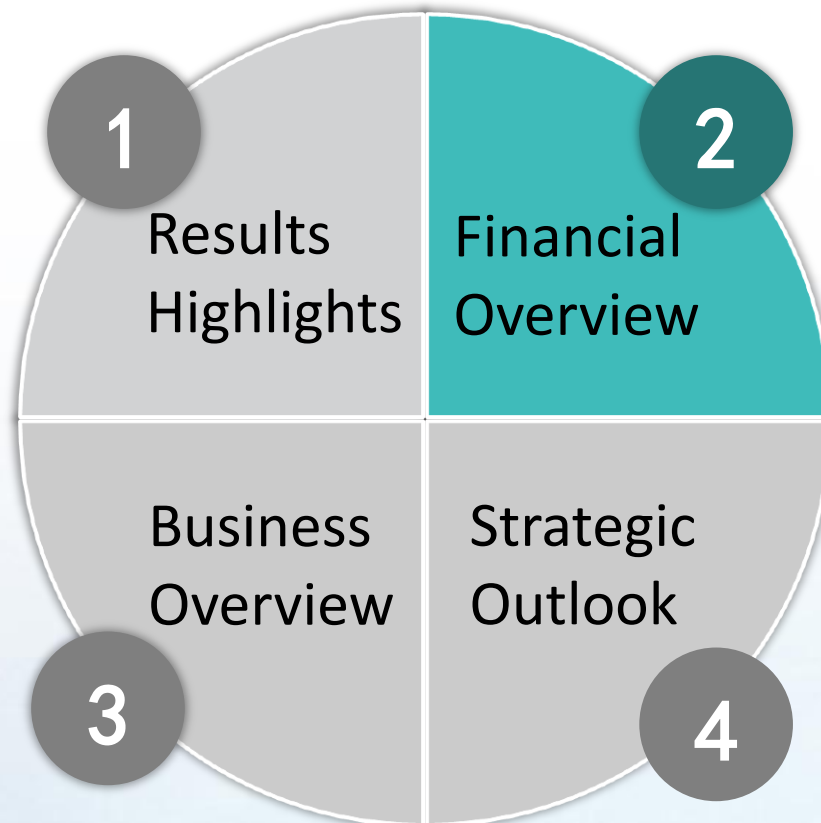 1
Results
Highlights
2
Financial
Overview
3
Business
Overview
4
Strategic
Outlook